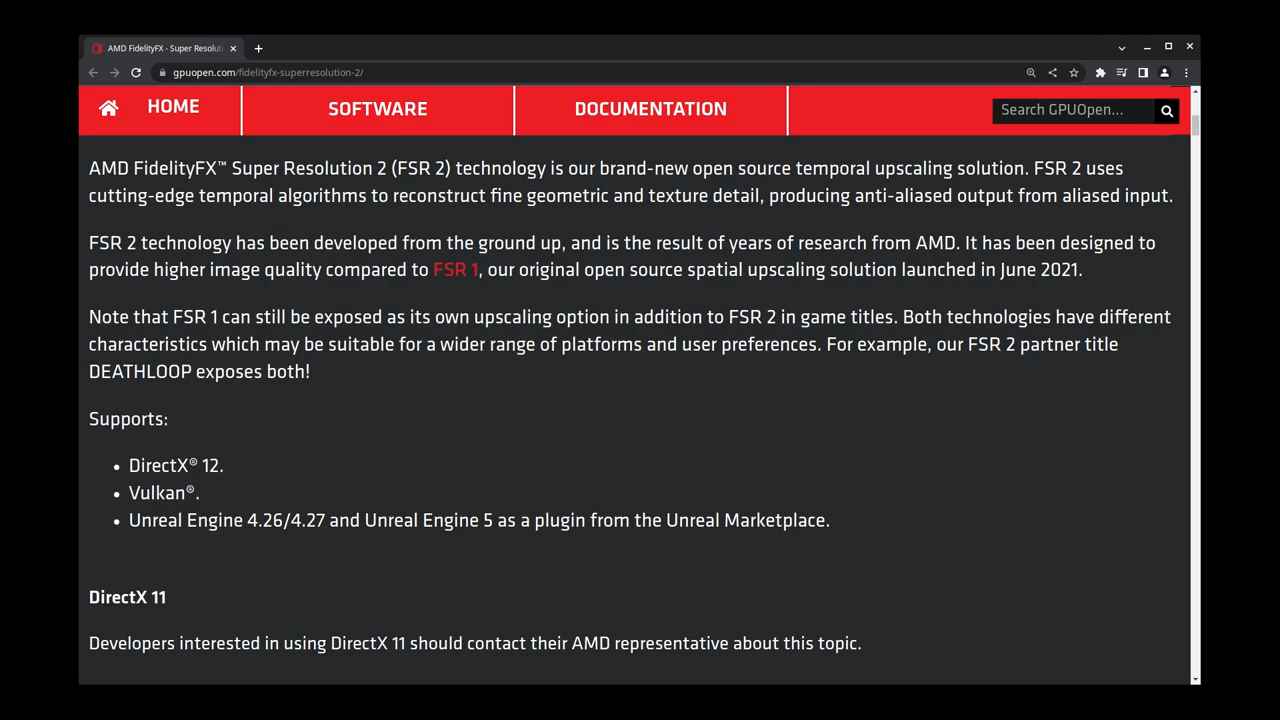 AMD FidelityFX - Super Resoluti
gpuopen.com/fidelityfx-superresolution-2/
HOME
SOFTWARE
DOCUMENTATION
Search GPUOpen...
AMD FidelityFX™ Super Resolution 2 (FSR 2) technology is our brand-new open source temporal upscaling solution. FSR 2 uses
cutting-edge temporal algorithms to reconstruct fine geometric and texture detail, producing anti-aliased output from aliased input.
FSR 2 technology has been developed from the ground up, and is the result of years of research from AMD. It has been designed to
provide higher image quality compared to FSR 1, our original open source spatial upscaling solution launched in June 2021.
Note that FSR 1 can still be exposed as its own upscaling option in addition to FSR 2 in game titles. Both technologies have different
characteristics which may be suitable for a wider range of platforms and user preferences. For example, our FSR 2 partner title
DEATHLOOP exposes both!
Supports:
• DirectX® 12.
• Vulkan®.
• Unreal Engine 4.26/4.27 and Unreal Engine 5 as a plugin from the Unreal Marketplace.
DirectX 11
Developers interested in using DirectX 11 should contact their AMD representative about this topic.